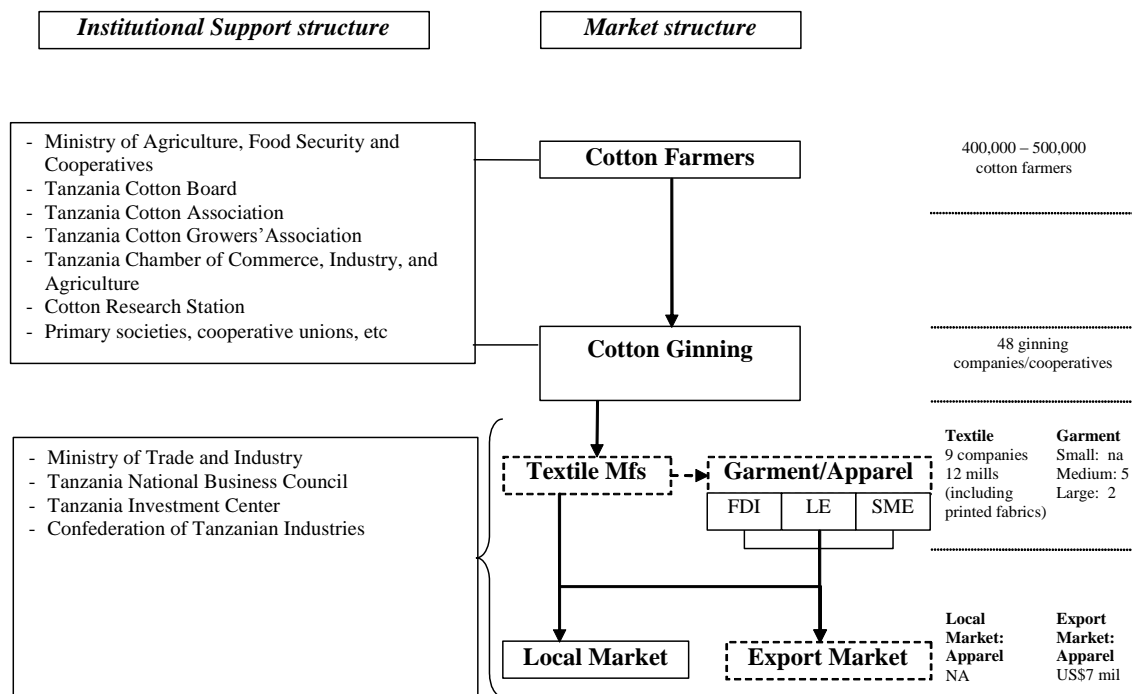 Institutional Support structure
Market structure
- Ministry of Agriculture, Food Security and
Cooperatives
- Tanzania Cotton Board
- Tanzania Cotton Association
- Tanzania Cotton Growers'Association
- Tanzania Chamber of Commerce, Industry, and
Agriculture
- Cotton Research Station
- Primary societies, cooperative unions, etc
Cotton Farmers
400,000 – 500,000
cotton farmers
Cotton Ginning
48 ginning
companies/cooperatives
- Ministry of Trade and Industry
- Tanzania National Business Council
- Tanzania Investment Center
- Confederation of Tanzanian Industries
Textile Mfs
Garment/Apparel
FDI
LE
SME
Textile
9 companies
12 mills
(including
printed fabrics)
Garment
Small: na
Medium: 5
Large: 2
Local Market
Export Market
Local
Market:
Apparel
NA
Export
Market:
Apparel
US$7 mil